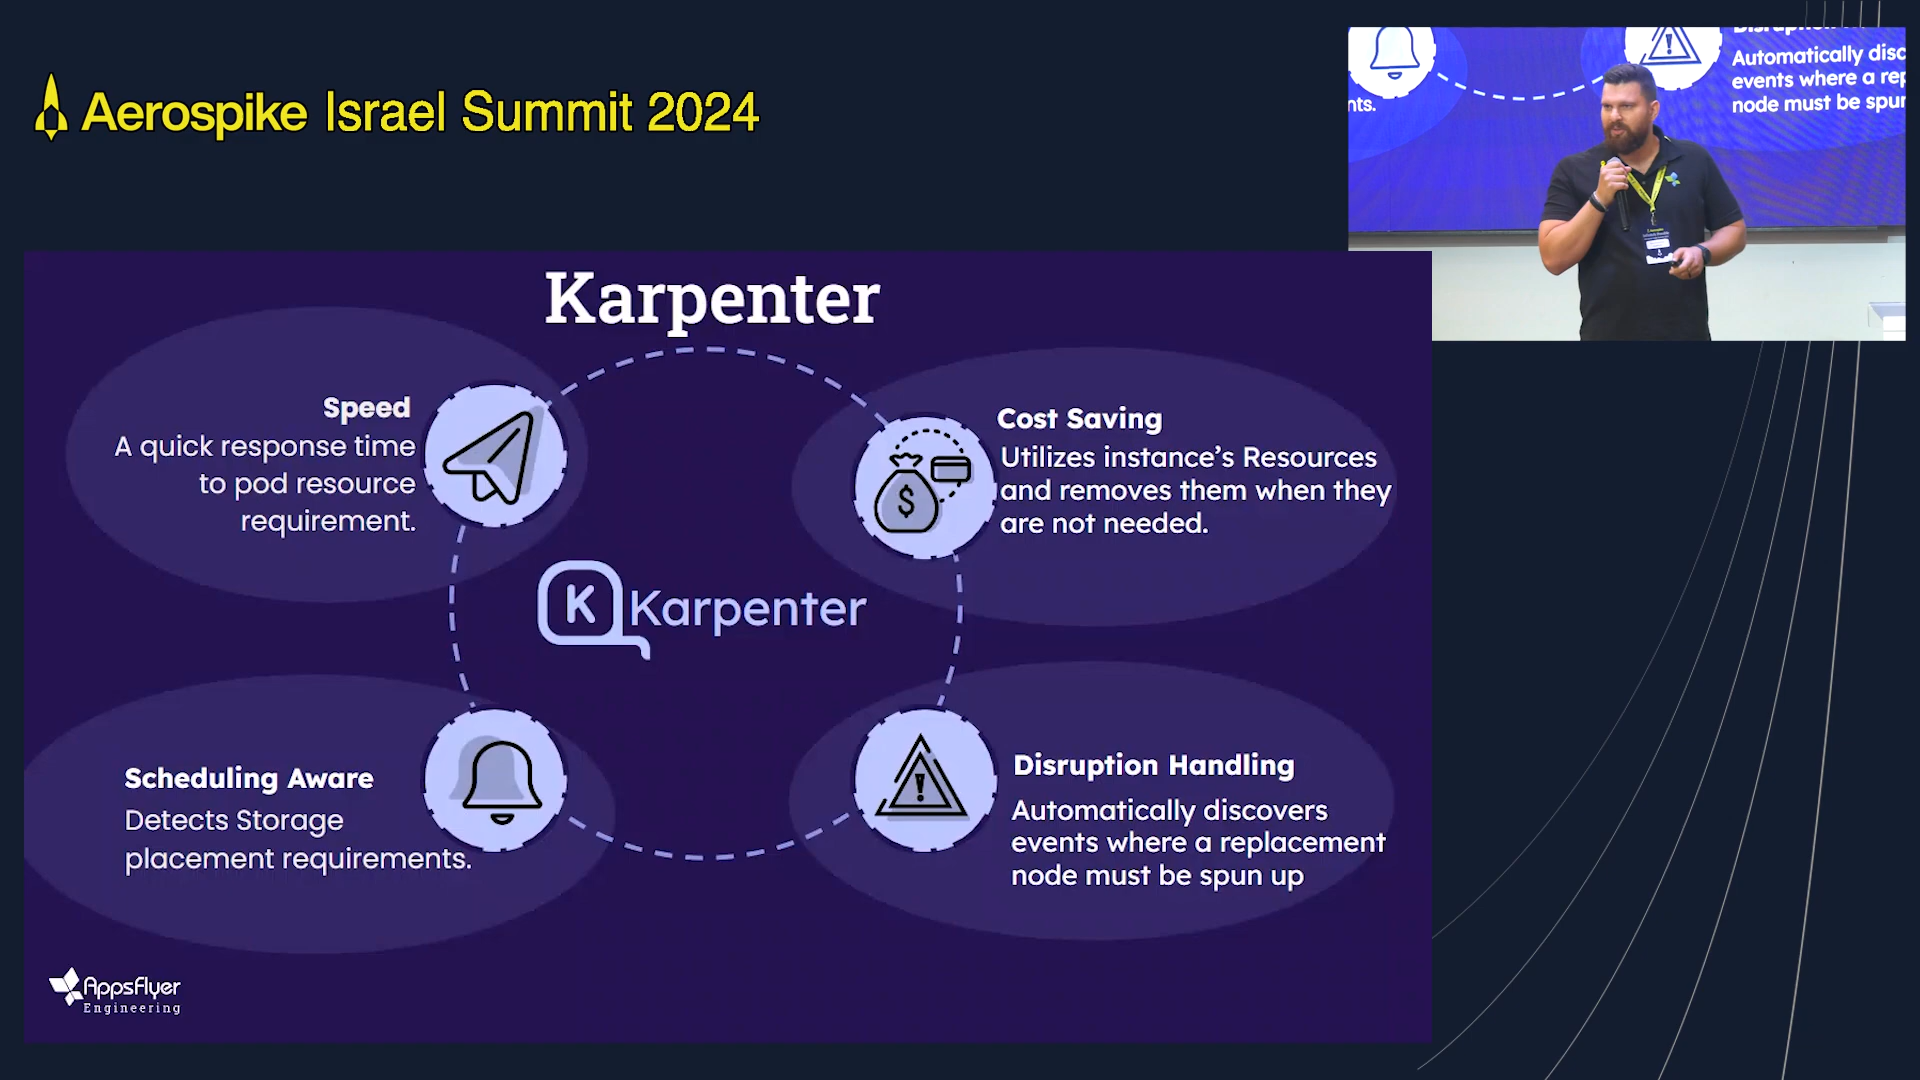 Aerospike Israel Summit 2024
Automatically disc
events where a rep
node must be spun
nts.
Karpenter
Speed
A quick response time
to pod resource
requirement.
Cost Saving
Utilizes instance's Resources
and removes them when they
are not needed.
$
K Karpenter
Scheduling Aware
Detects Storage
placement requirements.
Disruption Handling
Automatically discovers
events where a replacement
node must be spun up
AppsFlyer
Engineering